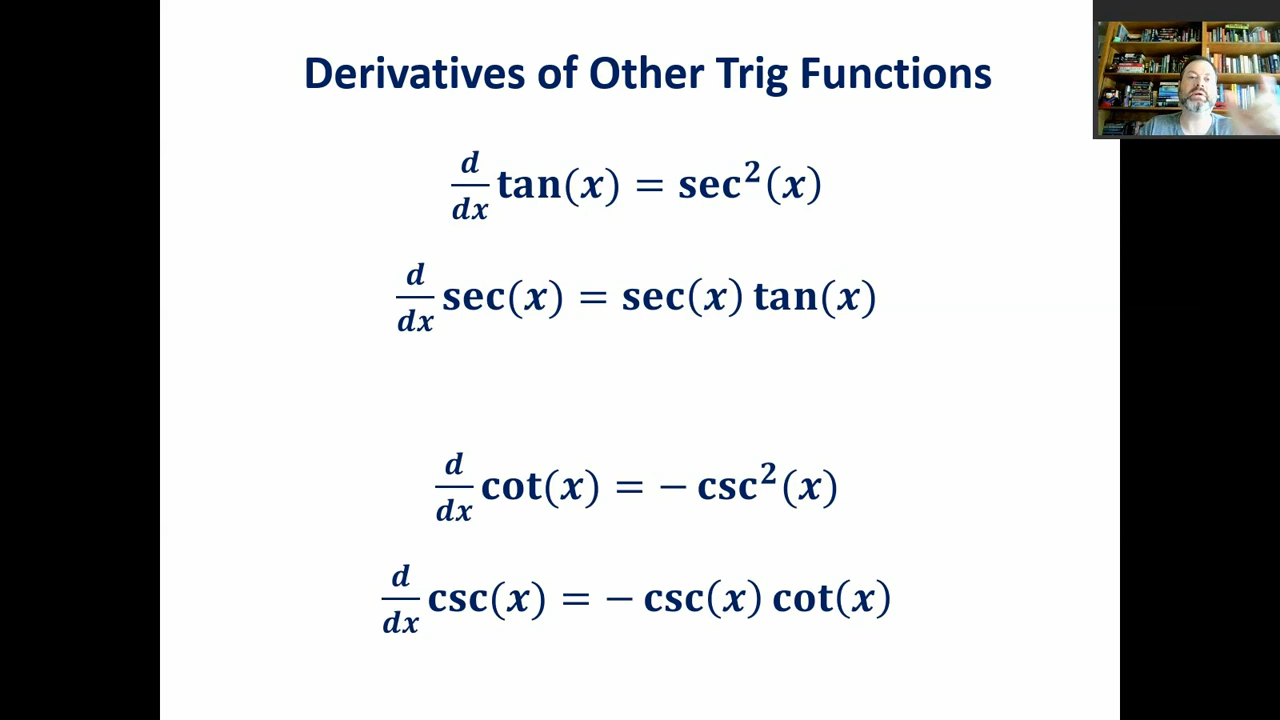 Derivatives of Other Trig Functions
d/dx tan(x) = sec²(x)
d/dx sec(x) = sec(x) tan(x)
d/dx cot(x) = − csc²(x)
d/dx csc(x) = − csc(x) cot(x)